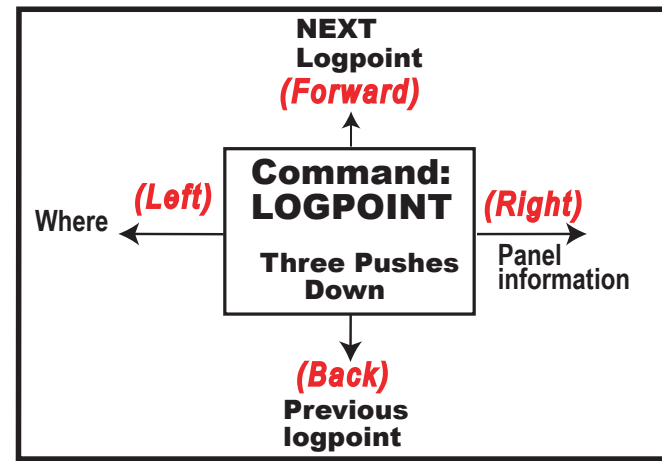 NEXT
Logpoint
(Forward)
Command:
LOGPOINT
(Left)
(Right)
Where
Three Pushes
Down
Panel
information
(Back)
Previous
logpoint